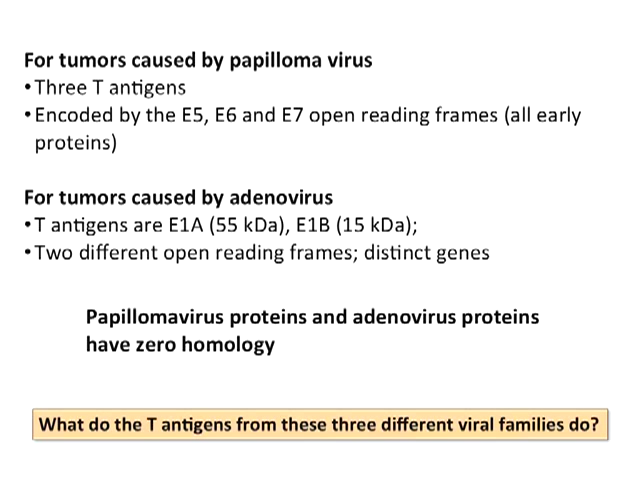 For tumors caused by papilloma virus
•Three T antigens
•Encoded by the E5, E6 and E7 open reading frames (all early
proteins)
For tumors caused by adenovirus
•T antigens are E1A (55 kDa), E1B (15 kDa);
•Two different open reading frames; distinct genes
Papillomavirus proteins and adenovirus proteins
have zero homology
What do the T antigens from these three different viral families do?